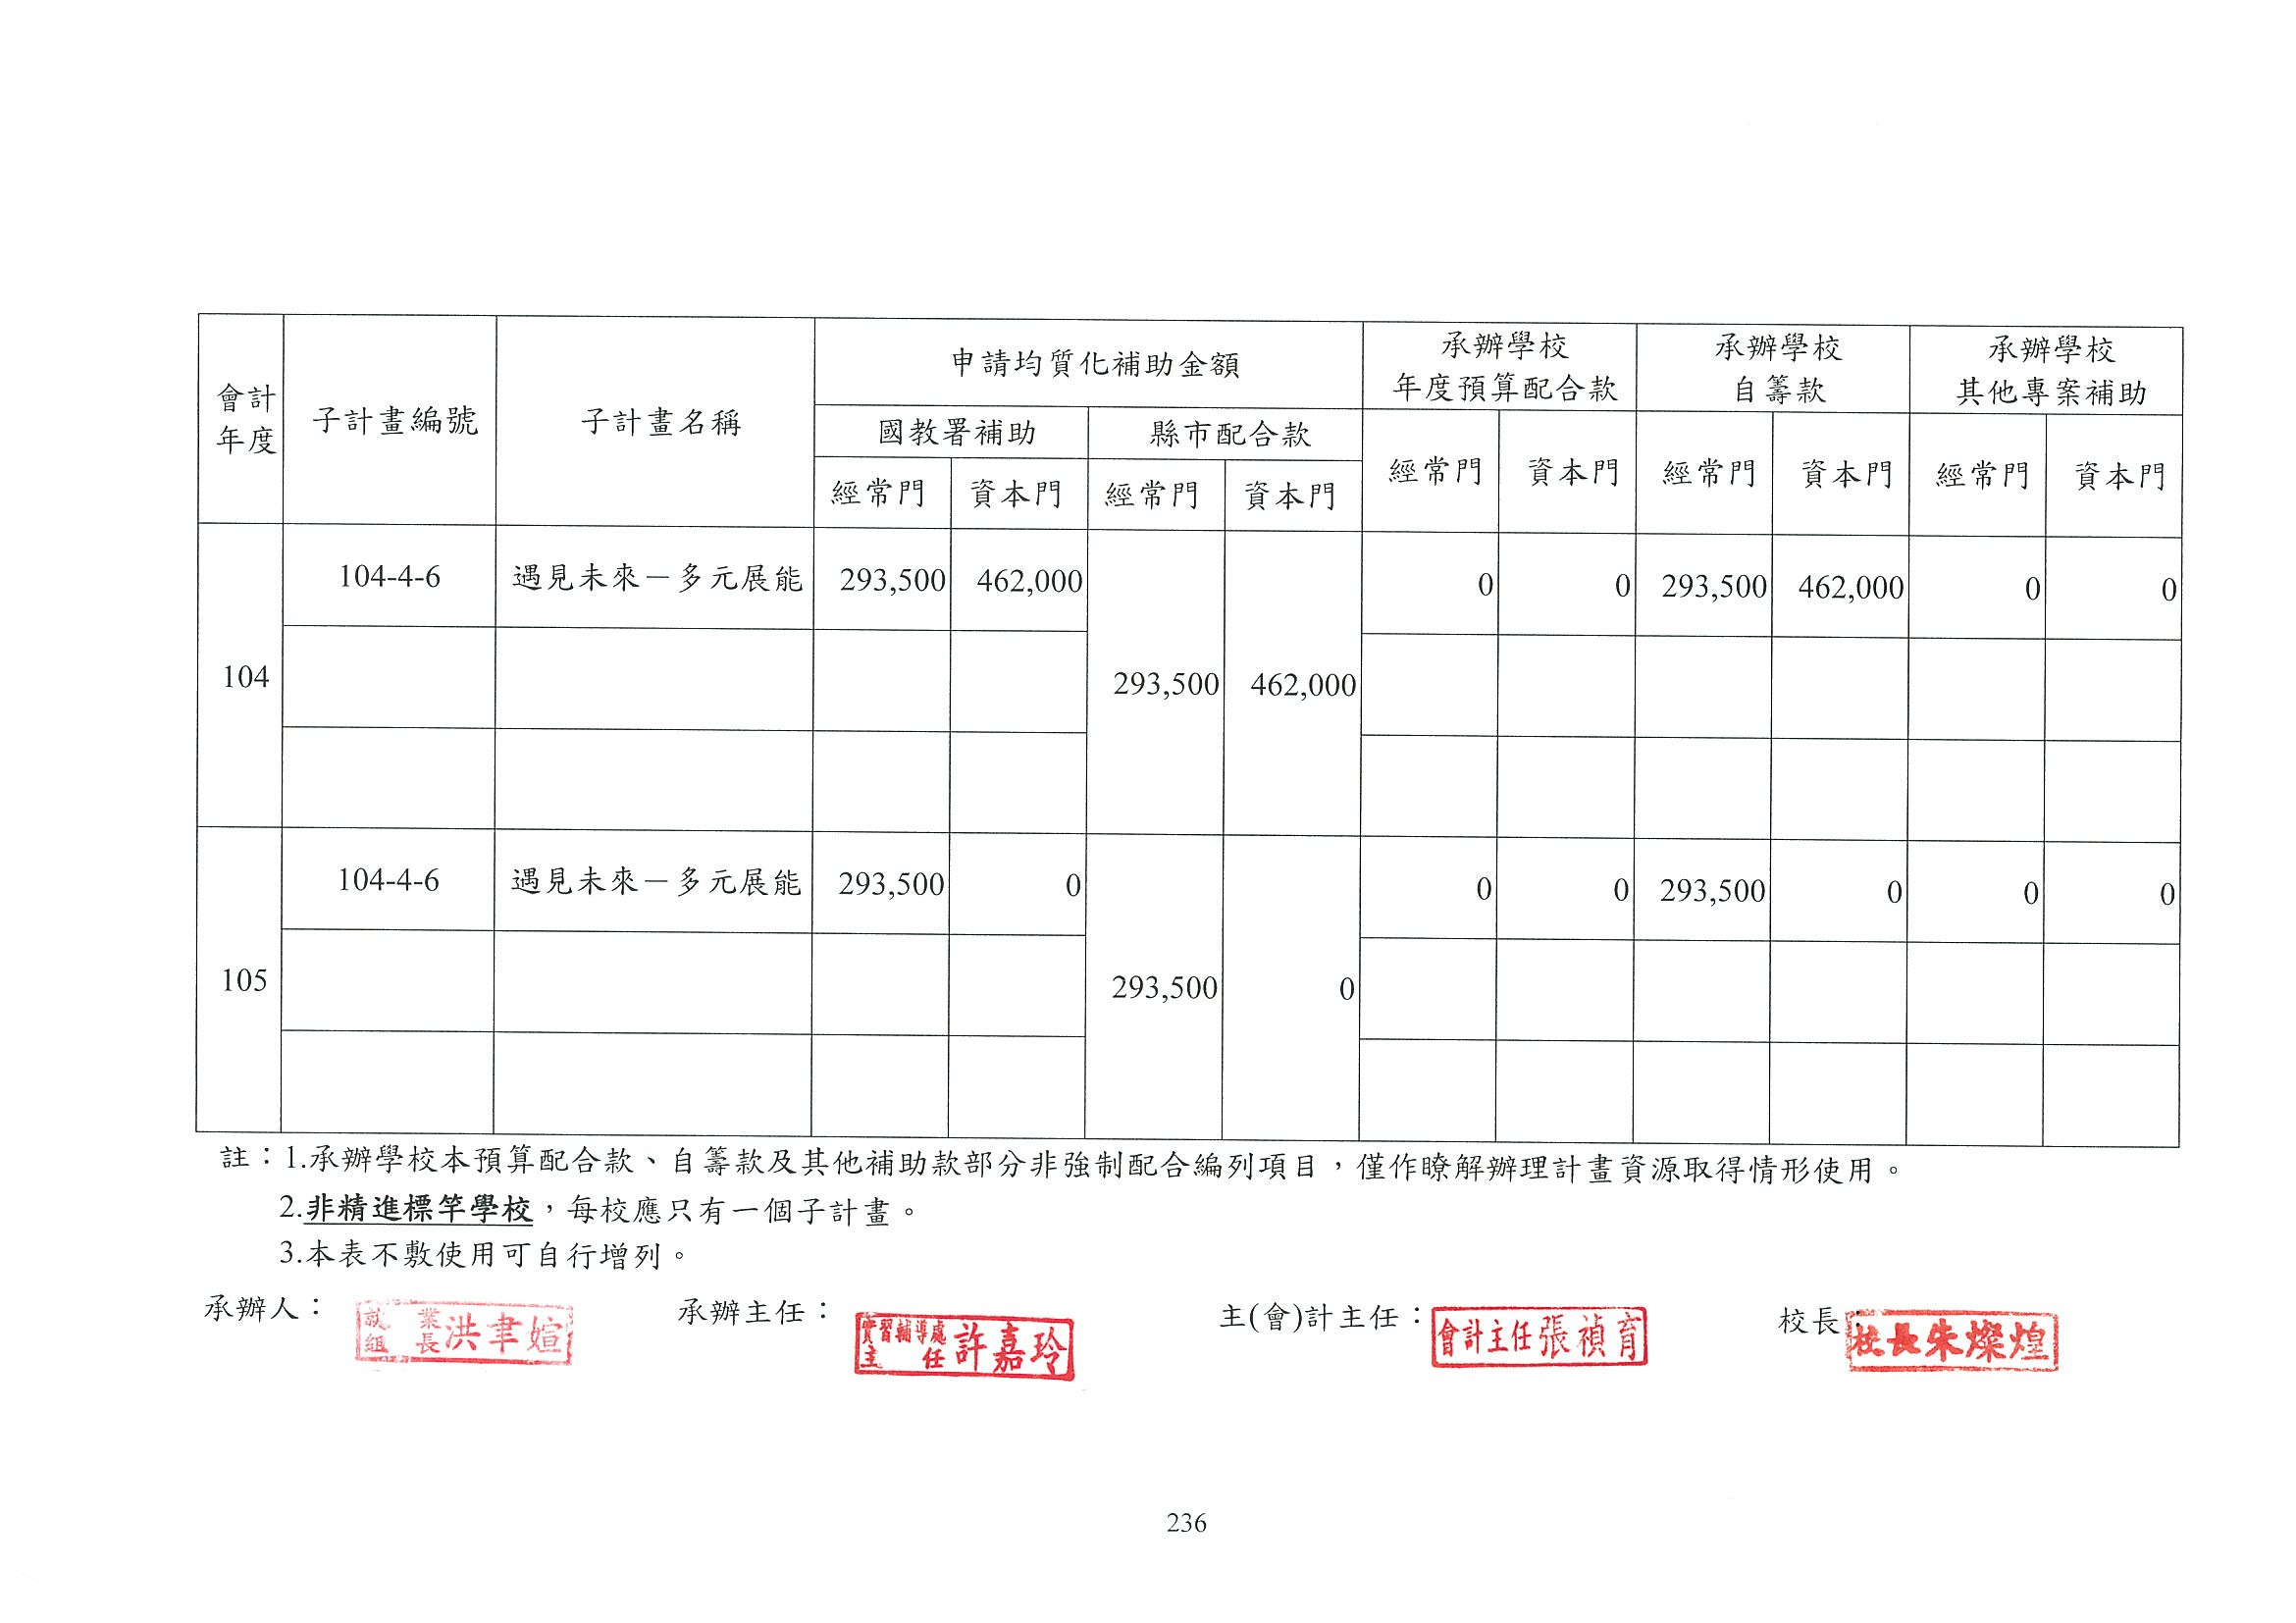 會計
年度
子計畫編號
子計畫名稱
申請均質化補助金額
承辦學校
年度預算配合款
承辦學校
自籌款
承辦學校
其他專案補助
國教署補助
縣市配合款
經常門 資本門 經常門 資本門 經常門 資本門 經常門 資本門 經常門 資本門
104
104-4-6 遇見未來－多元展能 293,500 462,000 0 0 293,500 462,000 0 0
293,500 462,000
105
104-4-6 遇見未來－多元展能 293,500 0 0 0 293,500 0 0 0
293,500 0
註：1.承辦學校本預算配合款、自籌款及其他補助款部分非強制配合編列項目，僅作瞭解辦理計畫資源取得情形使用。
2.非精進標竿學校，每校應只有一個子計畫。
3.本表不敷使用可自行增列。
承辦人： 就業組長洪聿媗
承辦主任： 實習輔導處主任許嘉玲
主(會)計主任： 會計主任張禎育
校長： 校長朱燦煌
236